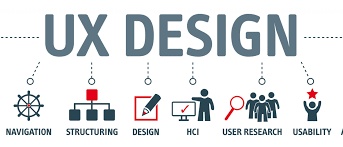 UX DESIGN
NAVIGATION STRUCTURING DESIGN HCI USER RESEARCH USABILITY